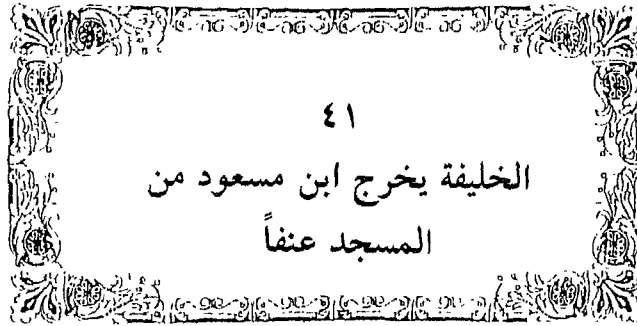 ٤١
الخليفة يخرج ابن مسعود من
المسجد عنفاً